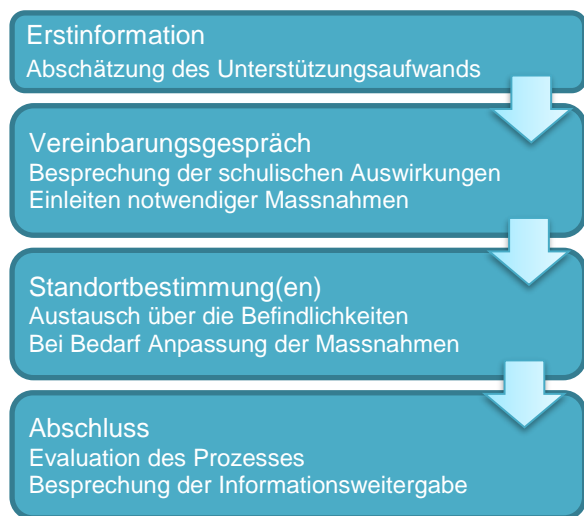 Erstinformation
Abschätzung des Unterstützungsaufwands
Vereinbarungsgespräch
Besprechung der schulischen Auswirkungen
Einleiten notwendiger Massnahmen
Standortbestimmung(en)
Austausch über die Befindlichkeiten
Bei Bedarf Anpassung der Massnahmen
Abschluss
Evaluation des Prozesses
Besprechung der Informationsweitergabe